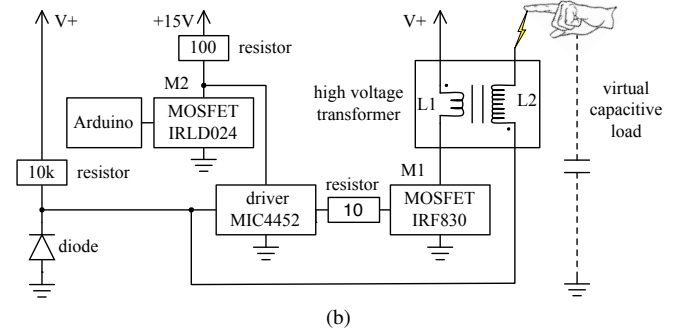 V+
+15V
V+
100 resistor
M2
MOSFET
IRLD024
Arduino
high voltage
transformer
L1
L2
virtual
capacitive
load
10k resistor
M1
resistor
driver
MIC4452
10
MOSFET
IRF830
diode
(b)